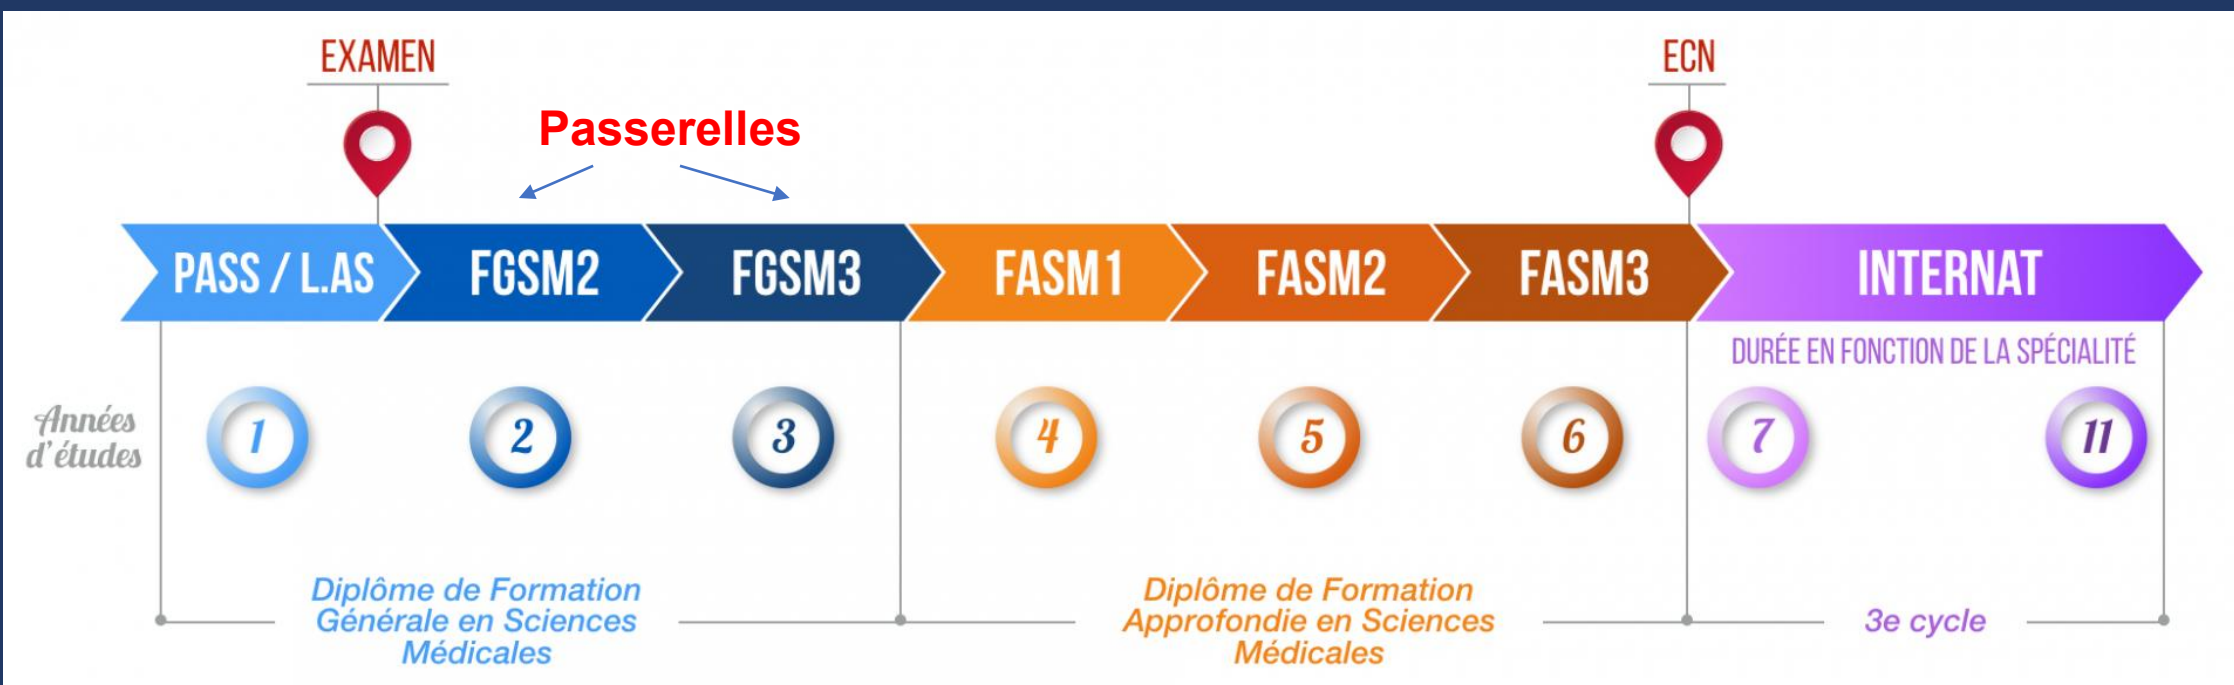 EXAMEN
ECN
Passerelles
PASS / L.AS
FGSM2
FGSM3
FASM1
FASM2
FASM3
INTERNAT
DURÉE EN FONCTION DE LA SPÉCIALITÉ
Années
d'études
1
2
3
4
5
6
7
11
Diplôme de Formation
Générale en Sciences
Médicales
Diplôme de Formation
Approfondie en Sciences
Médicales
3e cycle